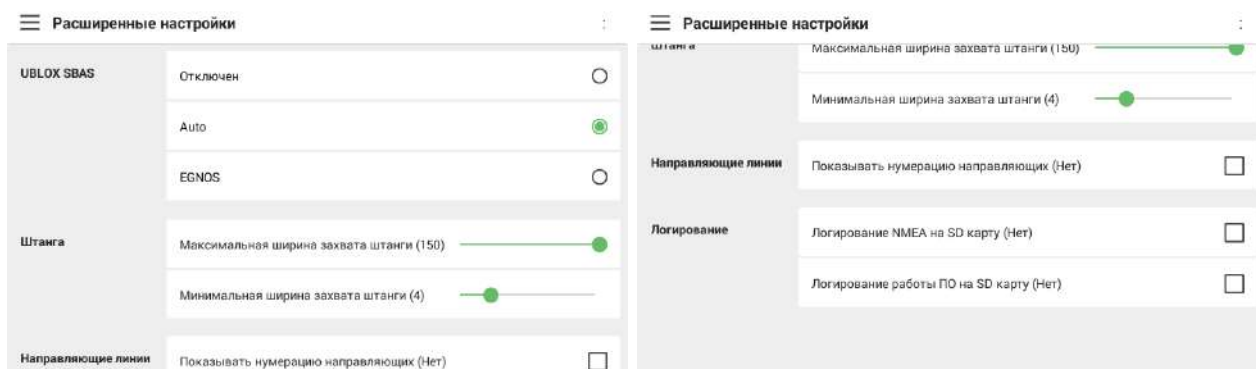 Расширенные настройки
UBLOX SBAS
Отключен
Auto
EGNOS
Штанга
Максимальная ширина захвата штанги (150)
Минимальная ширина захвата штанги (4)
Направляющие линии
Показывать нумерацию направляющих (Нет)
Расширенные настройки
Штанга
Максимальная ширина захвата штанги (150)
Минимальная ширина захвата штанги (4)
Направляющие линии
Показывать нумерацию направляющих (Нет)
Логирование
Логирование NMEA на SD карту (Нет)
Логирование работы ПО на SD карту (Нет)